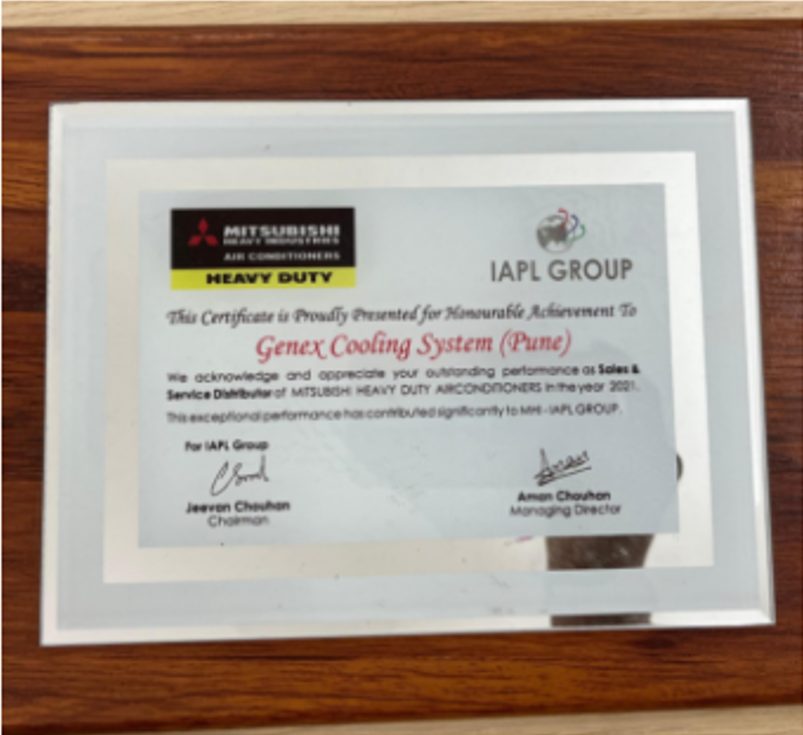 MITSUBISHI
HEAVY INDUSTRIES
AIR CONDITIONERS
HEAVY DUTY
IAPL GROUP
This Certificate is Proudly Presented for Honourable Achievement To
Genex Cooling System (Pune)
We acknowledge and appreciate your outstanding performance as Sales &
Service Distributor of MITSUBISHI HEAVY DUTY AIRCONDITIONERS in the year 2021.
This exceptional performance has contributed significantly to MHI - IAPL GROUP.
For IAPL Group
Jeevan Chouhan
Chairman
Aman Chouhan
Managing Director